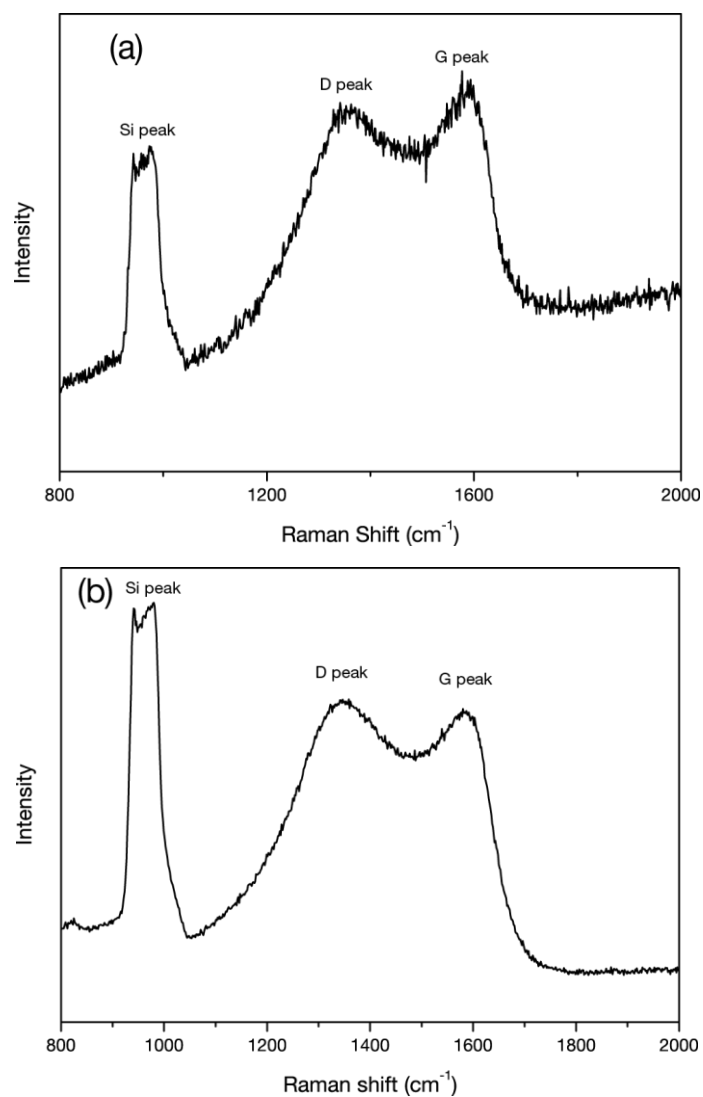 (a)
G peak
D peak
Si peak
Intensity
800 1200 1600 2000
Raman Shift (cm⁻¹)
(b)
Si peak
D peak
G peak
Intensity
800 1000 1200 1400 1600 1800 2000
Raman shift (cm⁻¹)